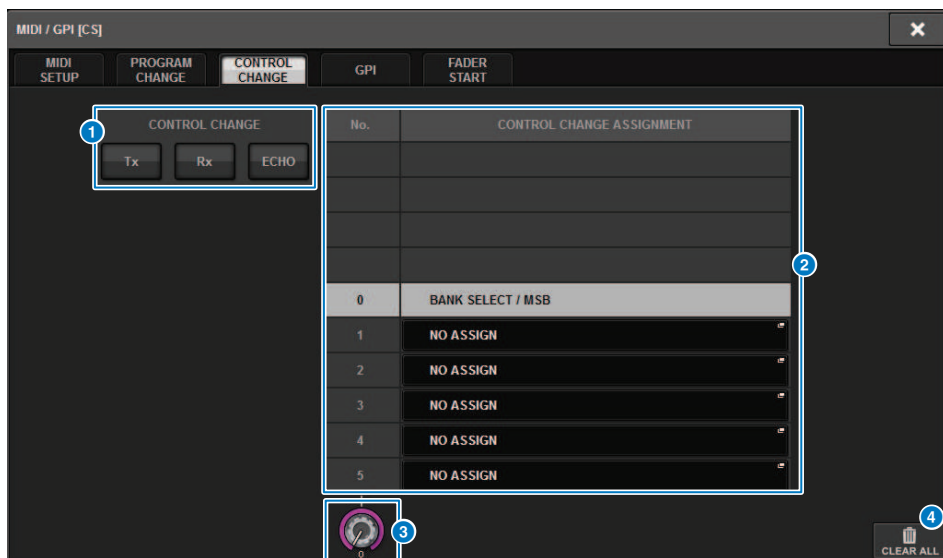 MIDI / GPI [CS]
MIDI SETUP
PROGRAM CHANGE
CONTROL CHANGE
GPI
FADER START
1
CONTROL CHANGE
Tx
Rx
ECHO
No.
CONTROL CHANGE ASSIGNMENT
2
0 BANK SELECT / MSB
1 NO ASSIGN
2 NO ASSIGN
3 NO ASSIGN
4 NO ASSIGN
5 NO ASSIGN
3
0
4
CLEAR ALL